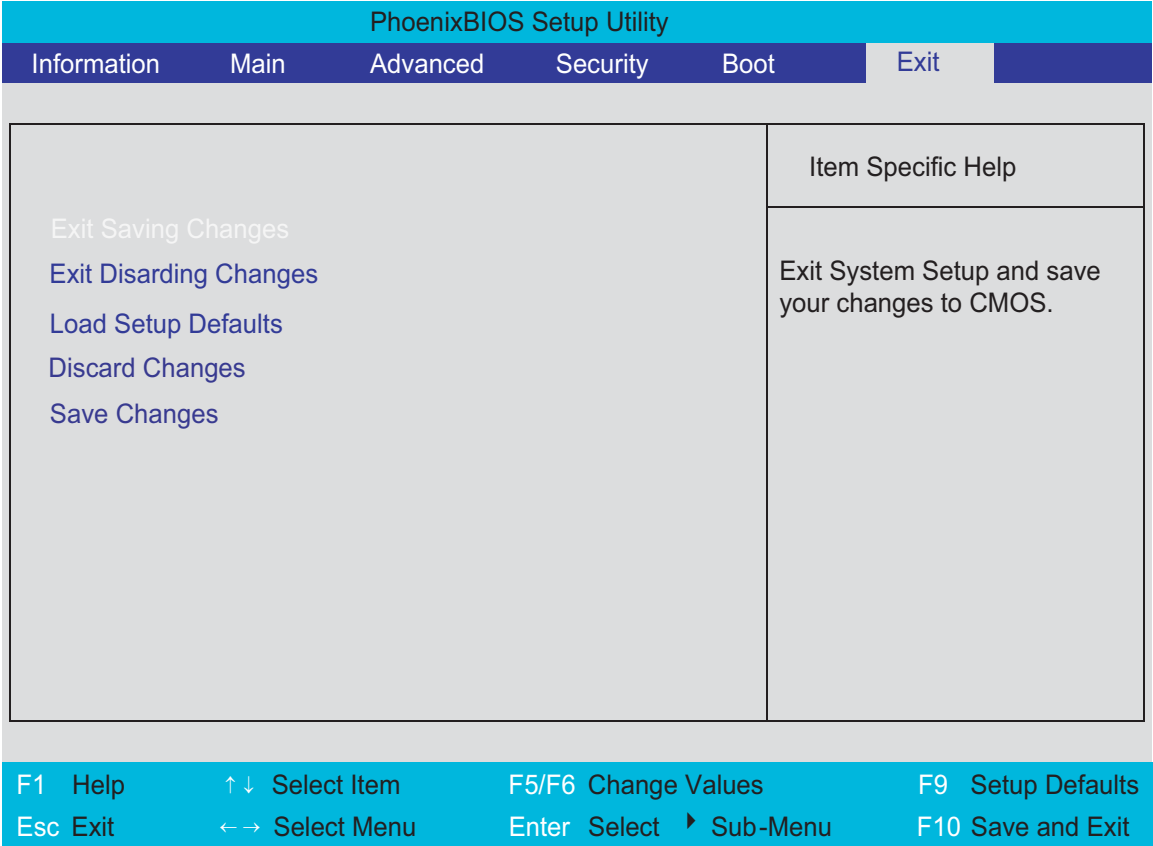 PhoenixBIOS Setup Utility
Information Main Advanced Security Boot Exit
Item Specific Help
Exit Saving Changes
Exit Disarding Changes
Load Setup Defaults
Discard Changes
Save Changes
Exit System Setup and save
your changes to CMOS.
F1 Help ↑↓ Select Item F5/F6 Change Values F9 Setup Defaults
Esc Exit ←→ Select Menu Enter Select ▸ Sub-Menu F10 Save and Exit